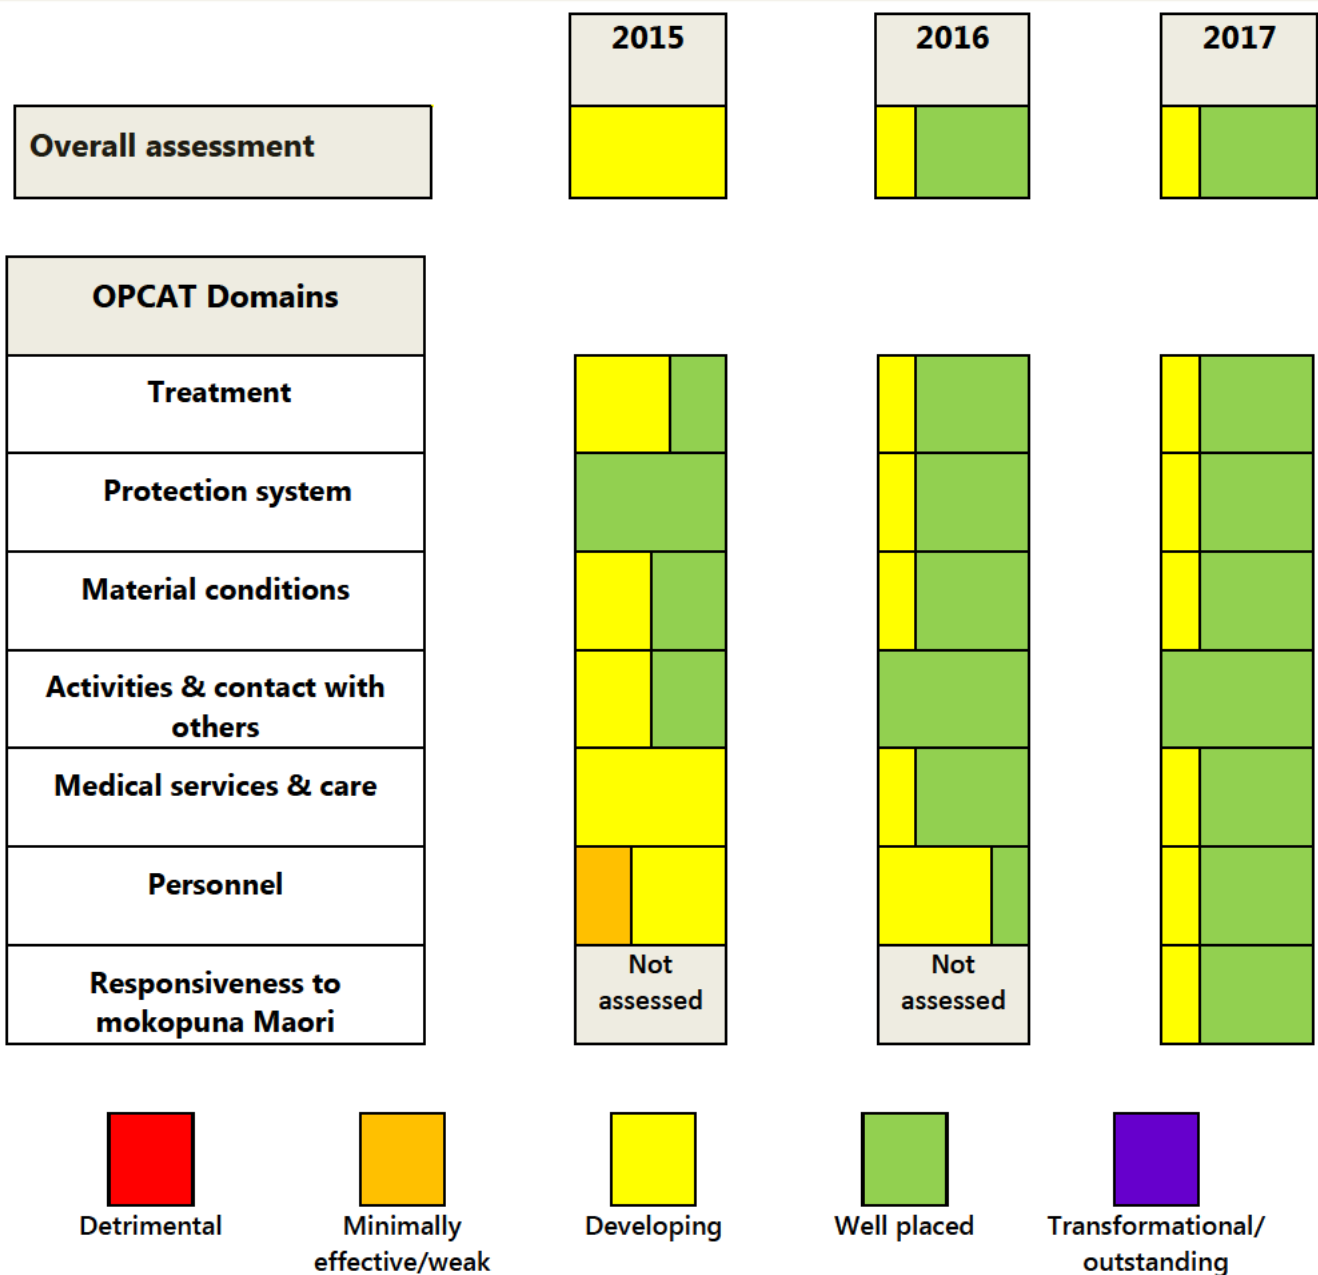 2015
2016
2017
Overall assessment
OPCAT Domains
Treatment
Protection system
Material conditions
Activities & contact with
others
Medical services & care
Personnel
Responsiveness to
mokopuna Maori
Not
assessed
Not
assessed
Detrimental
Minimally
effective/weak
Developing
Well placed
Transformational/
outstanding